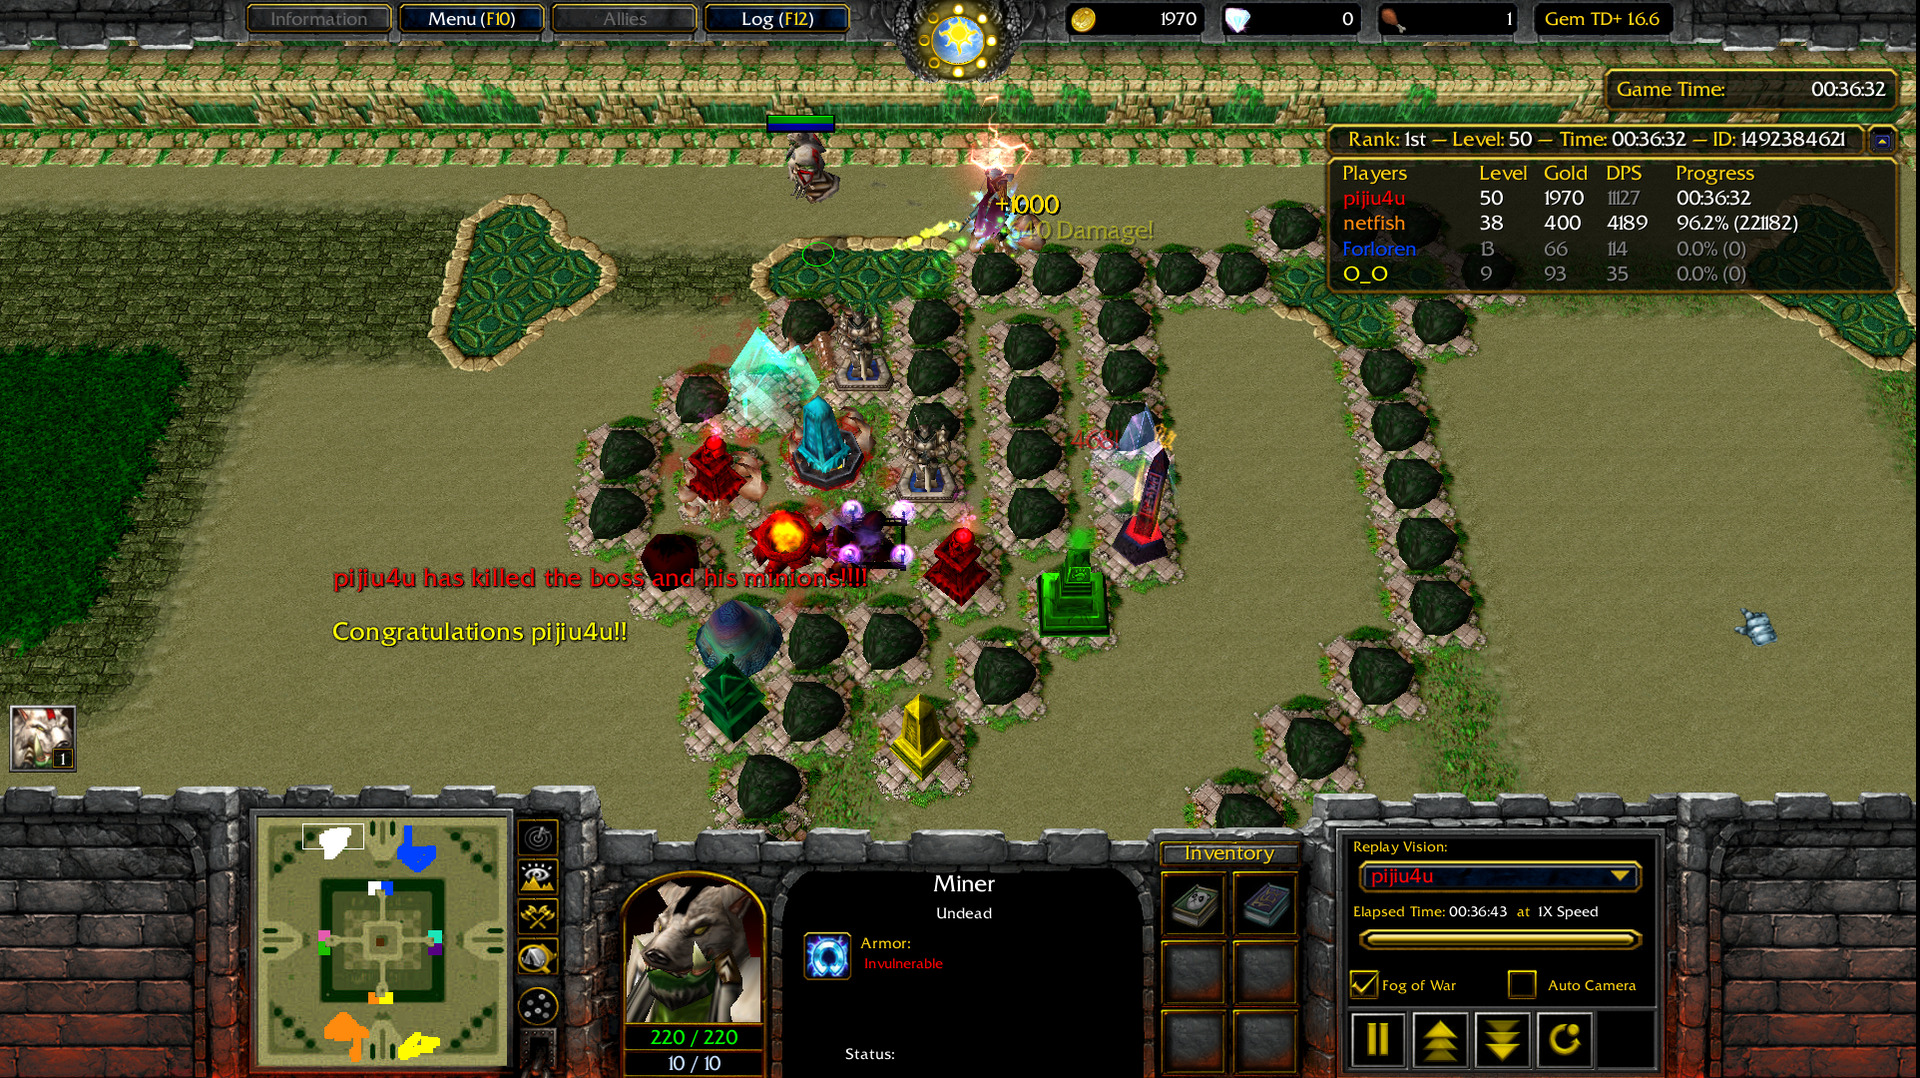 Information
Menu (F10)
Allies
Log (F12)
1970
0
1
Gem TD+ 1.6.6
Game Time: 00:36:32
Rank: 1st — Level: 50 — Time: 00:36:32 — ID: 1492384621
Players Level Gold DPS Progress
pijiu4u 50 1970 11127 00:36:32
netfish 38 400 4189 96.2% (221182)
Forloren 13 66 114 0.0% (0)
O_O 9 93 35 0.0% (0)
+1000
Damage!
pijiu4u has killed the boss and his minions!!!!
Congratulations pijiu4u!!
1
220 / 220
10 / 10
Miner
Undead
Armor:
Invulnerable
Status:
Inventory
Replay Vision:
pijiu4u
Elapsed Time: 00:36:43 at 1X Speed
Fog of War
Auto Camera